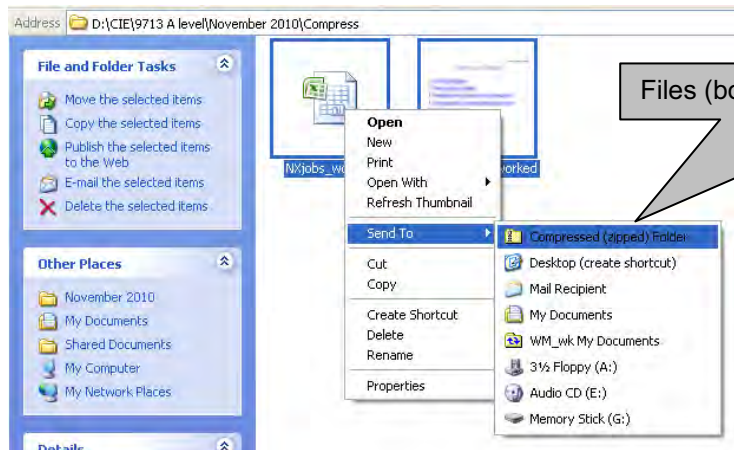 Address D:\CIE\9713 A level\November 2010\Compress
File and Folder Tasks
Move the selected items
Copy the selected items
Publish the selected items
to the Web
E-mail the selected items
Delete the selected items
Other Places
November 2010
My Documents
Shared Documents
My Computer
My Network Places
Details
Open
New
Print
Open With
Refresh Thumbnail
Send To
Cut
Copy
Create Shortcut
Delete
Rename
Properties
Compressed (zipped) Folder
Desktop (create shortcut)
Mail Recipient
My Documents
WM_wk My Documents
3½ Floppy (A:)
Audio CD (E:)
Memory Stick (G:)
Files